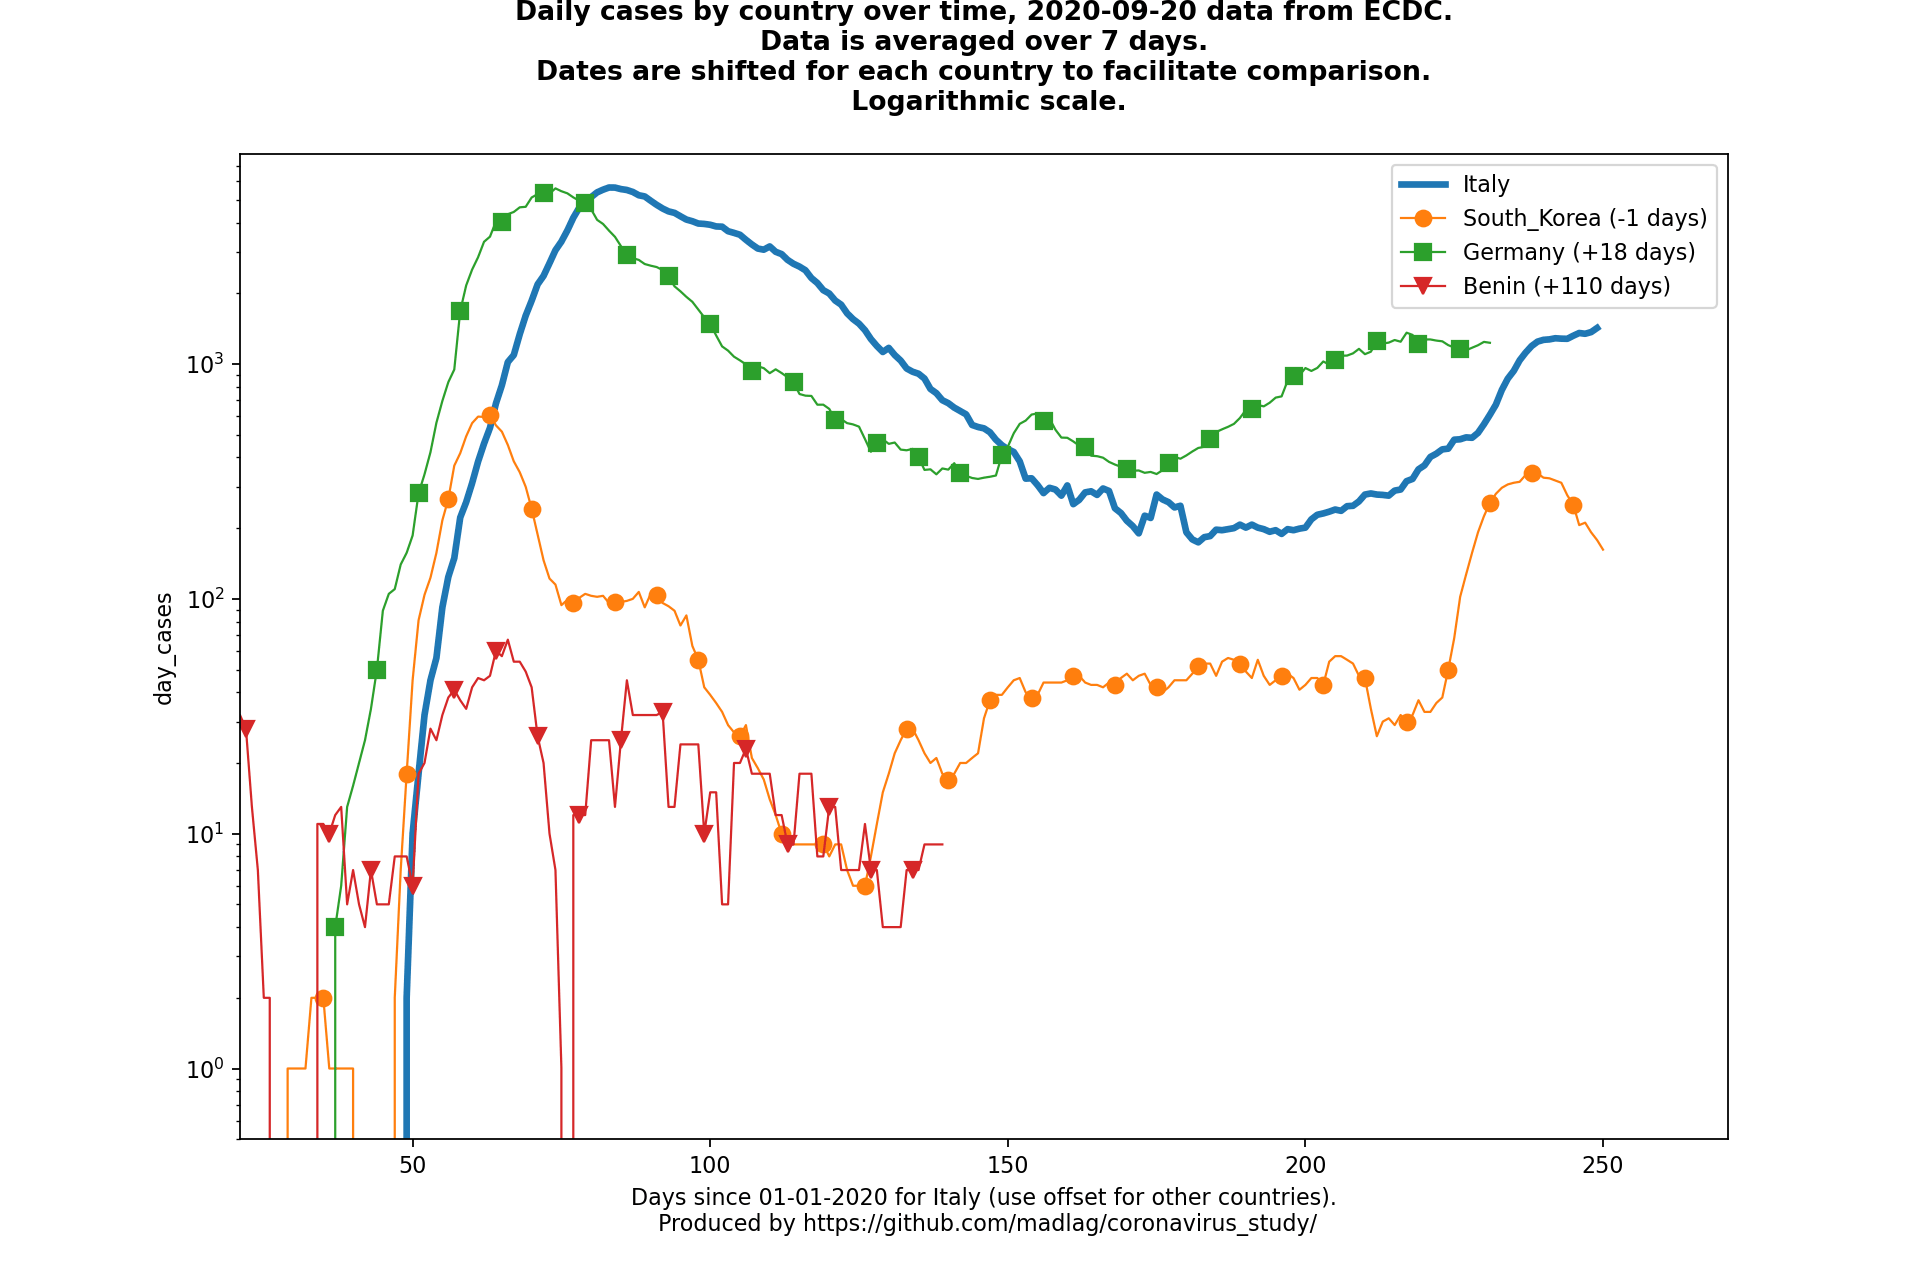 Daily cases by country over time, 2020-09-20 data from ECDC.
Data is averaged over 7 days.
Dates are shifted for each country to facilitate comparison.
Logarithmic scale.
Italy
South_Korea (-1 days)
Germany (+18 days)
Benin (+110 days)
day_cases
10³
10²
10¹
10⁰
50 100 150 200 250
Days since 01-01-2020 for Italy (use offset for other countries).
Produced by https://github.com/madlag/coronavirus_study/